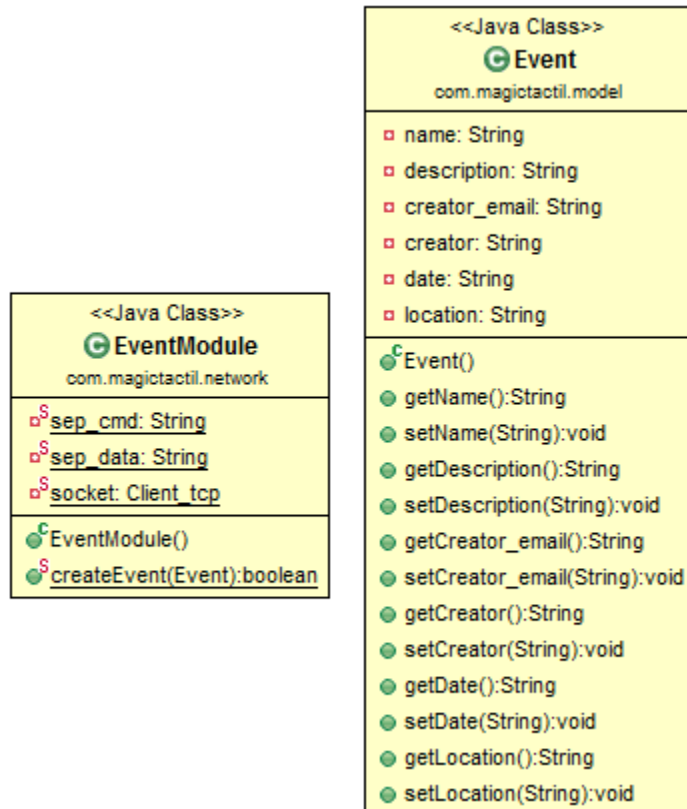 <<Java Class>>
EventModule
com.magictactil.network
sep_cmd: String
sep_data: String
socket: Client_tcp
EventModule()
createEvent(Event):boolean
<<Java Class>>
Event
com.magictactil.model
name: String
description: String
creator_email: String
creator: String
date: String
location: String
Event()
getName():String
setName(String):void
getDescription():String
setDescription(String):void
getCreator_email():String
setCreator_email(String):void
getCreator():String
setCreator(String):void
getDate():String
setDate(String):void
getLocation():String
setLocation(String):void